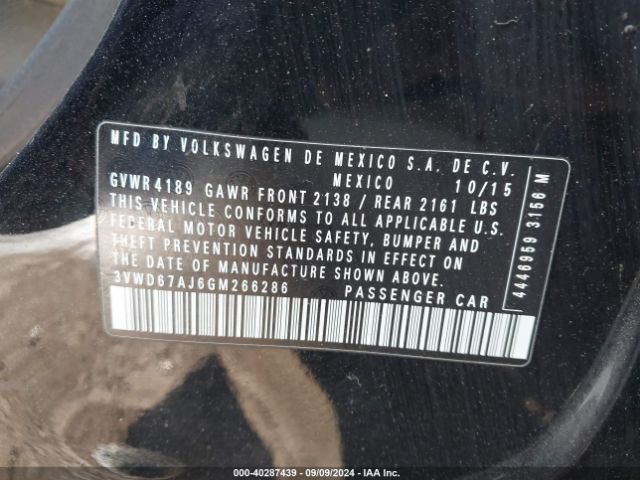 MFD BY VOLKSWAGEN DE MEXICO S.A. DE C.V.
MEXICO 10/15
GVWR 4189 GAWR FRONT 2138 / REAR 2161 LBS
THIS VEHICLE CONFORMS TO ALL APPLICABLE U.S.
FEDERAL MOTOR VEHICLE SAFETY, BUMPER AND
THEFT PREVENTION STANDARDS IN EFFECT ON
THE DATE OF MANUFACTURE SHOWN ABOVE.
3VWD67AJ6GM266286 PASSENGER CAR
4446959 3166 M
000-40287439 - 09/09/2024 - IAA Inc.